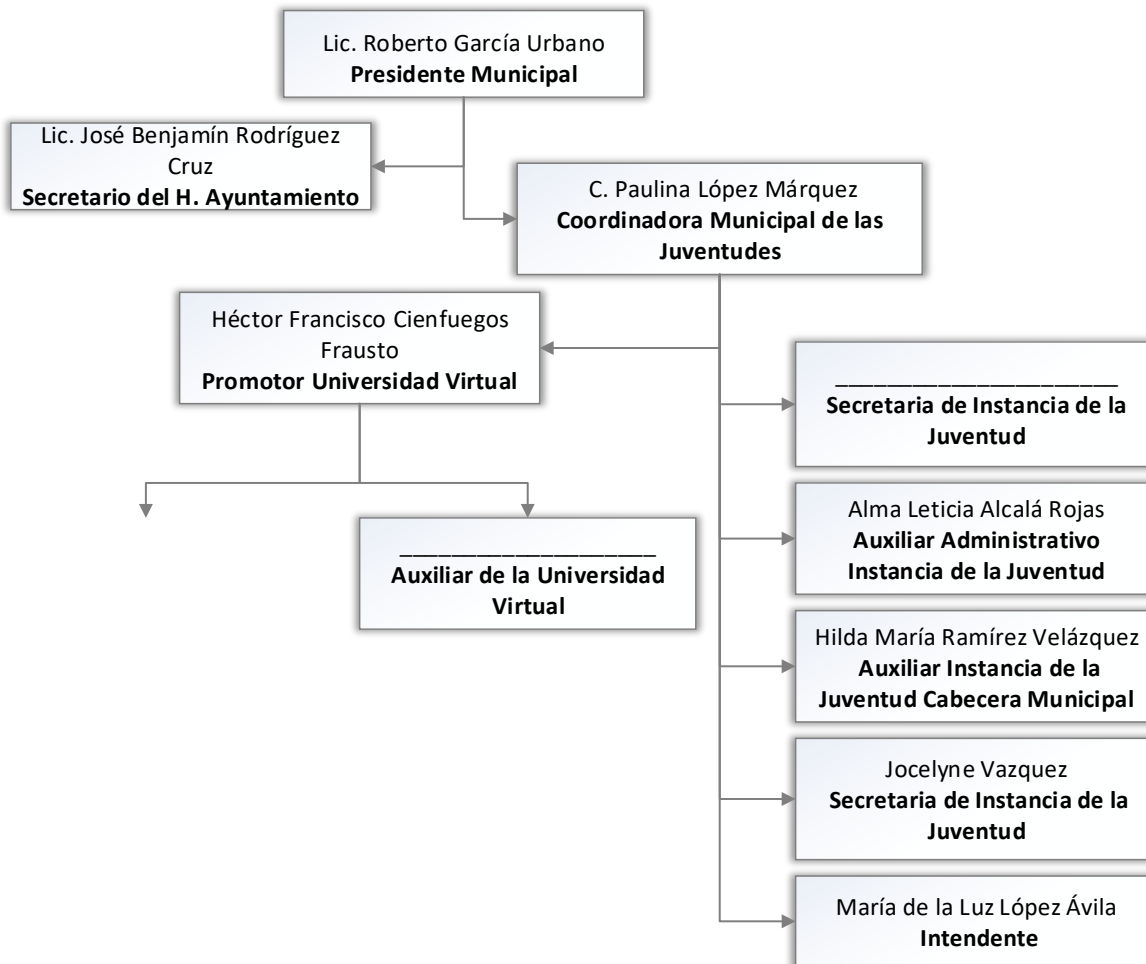 Lic. Roberto García Urbano
Presidente Municipal
Lic. José Benjamín Rodríguez
Cruz
Secretario del H. Ayuntamiento
C. Paulina López Márquez
Coordinadora Municipal de las
Juventudes
Héctor Francisco Cienfuegos
Frausto
Promotor Universidad Virtual
______________________
Secretaria de Instancia de la
Juventud
Alma Leticia Alcalá Rojas
Auxiliar Administrativo
Instancia de la Juventud
____________________
Auxiliar de la Universidad
Virtual
Hilda María Ramírez Velázquez
Auxiliar Instancia de la
Juventud Cabecera Municipal
Jocelyne Vazquez
Secretaria de Instancia de la
Juventud
María de la Luz López Ávila
Intendente